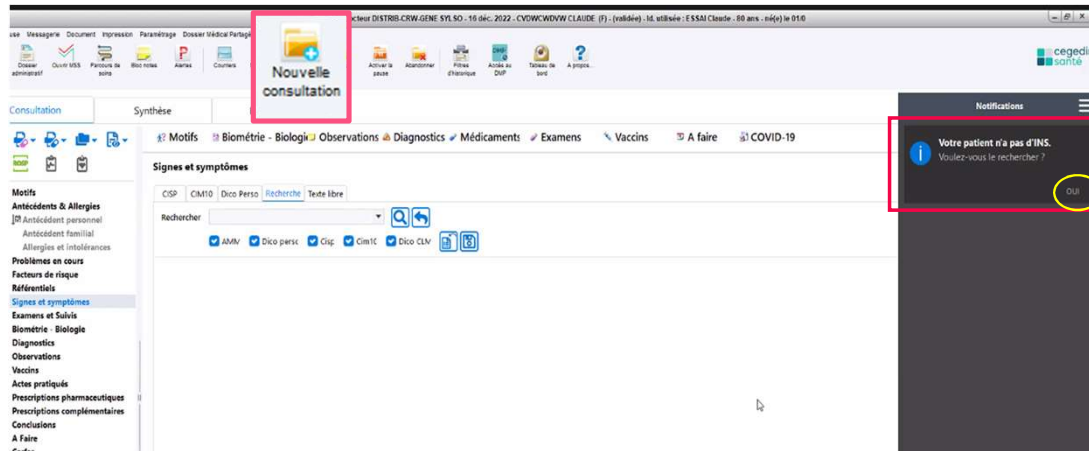 cteur DISTRIB-CRW-GENE SYLSO - 16 déc. 2022 - CVDWCWDVW CLAUDE (F) - (validée) - Id. utilisée : ESSAI Claude - 80 ans - né(e) le 01/0
use Messagerie Document Impression Paramétrage Dossier Médical Partagé
Dossier administratif
Ouvrir MSS
Parcours de soins
Bloc notes
Alertes
Courriers
Nouvelle
consultation
Activer la pause
Abandonner
Filtres d'historique
Accès au DMP
Tableau de bord
A propos...
cegedim
santé
Consultation Synthèse
Notifications
Motifs Biométrie - Biologie Observations Diagnostics Médicaments Examens Vaccins A faire COVID-19
Votre patient n'a pas d'INS.
Voulez-vous le rechercher ?
OUI
Signes et symptômes
CISP CIM10 Dico Perso Recherche Texte libre
Rechercher
AMM Dico persc Cisp Cim1C Dico CLM
Motifs
Antécédents & Allergies
Antécédent personnel
Antécédent familial
Allergies et intolérances
Problèmes en cours
Facteurs de risque
Référentiels
Signes et symptômes
Examens et Suivis
Biométrie - Biologie
Diagnostics
Observations
Vaccins
Actes pratiqués
Prescriptions pharmaceutiques
Prescriptions complémentaires
Conclusions
A Faire